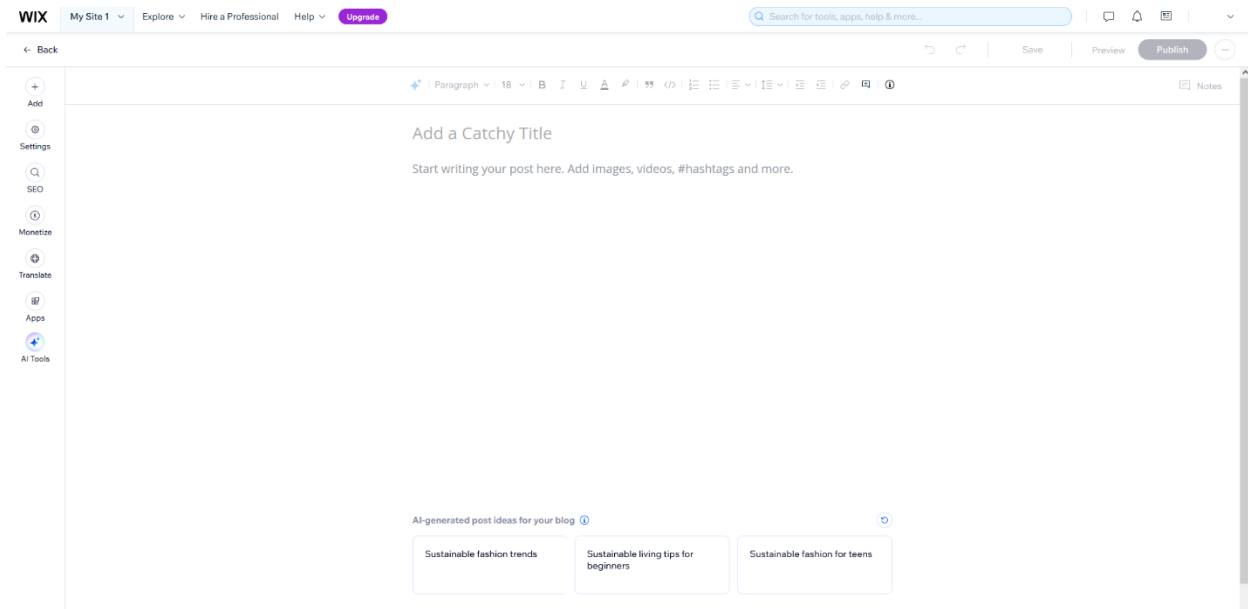 WIX My Site 1 Explore Hire a Professional Help Upgrade Search for tools, apps, help & more...
Back Save Preview Publish
Paragraph 18 B I U A Notes
Add
Settings
SEO
Monetize
Translate
Apps
AI Tools
Add a Catchy Title
Start writing your post here. Add images, videos, #hashtags and more.
AI-generated post ideas for your blog
Sustainable fashion trends
Sustainable living tips for
beginners
Sustainable fashion for teens